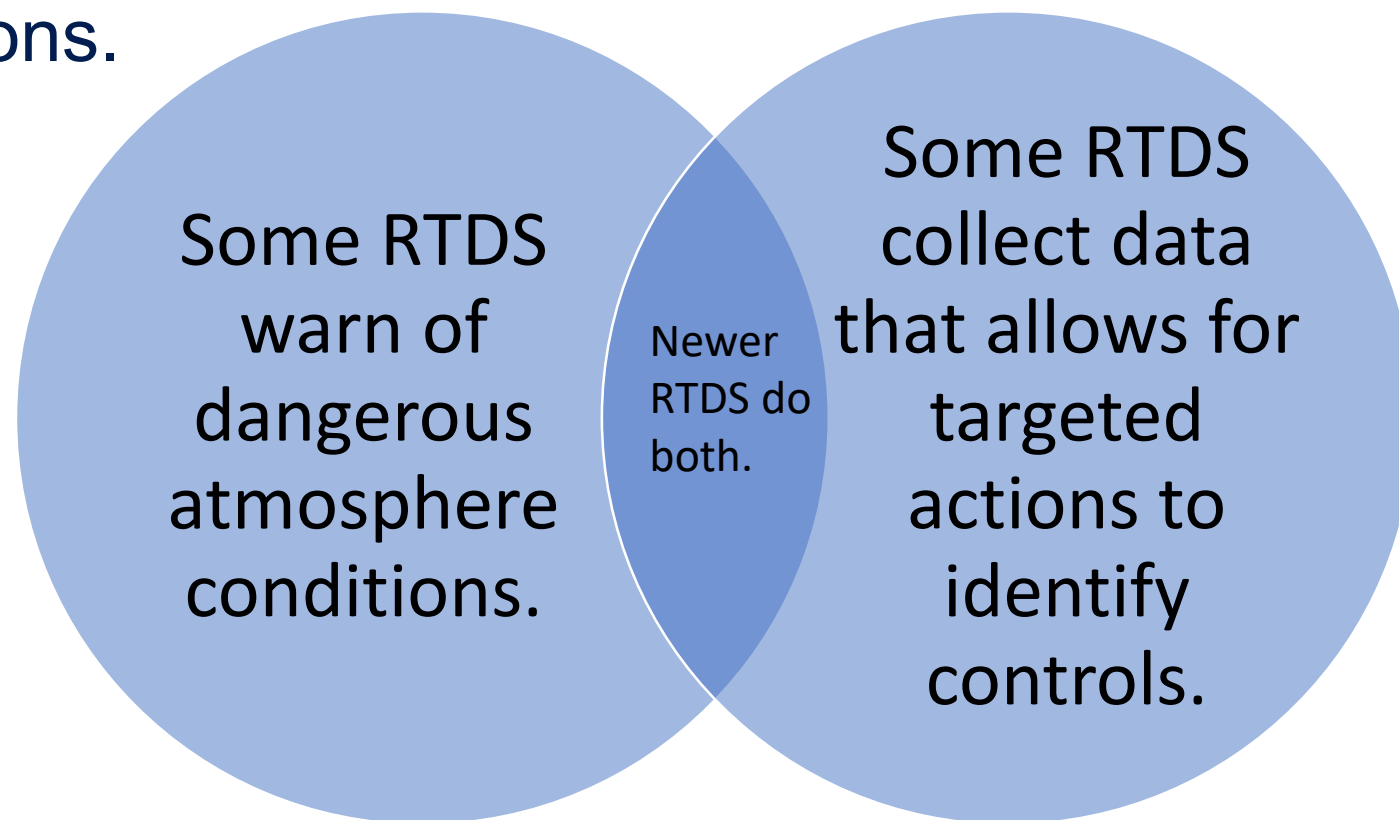 ons.
Some RTDS
warn of
dangerous
atmosphere
conditions.
Newer
RTDS do
both.
Some RTDS
collect data
that allows for
targeted
actions to
identify
controls.